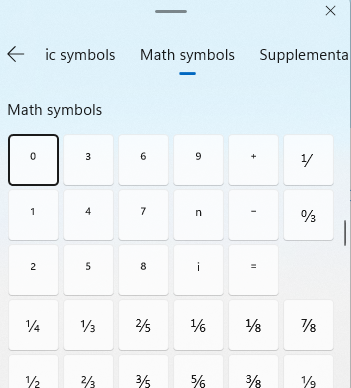 ic symbols Math symbols Supplementa
Math symbols
⁰ ³ ⁶ ⁹ ⁺ ⅟
¹ ⁴ ⁷ ⁿ ⁻ ↉
² ⁵ ⁸ ⁱ ⁼
¼ ⅓ ⅖ ⅙ ⅛ ⅞
½ ⅔ ⅗ ⅚ ⅜ ⅑